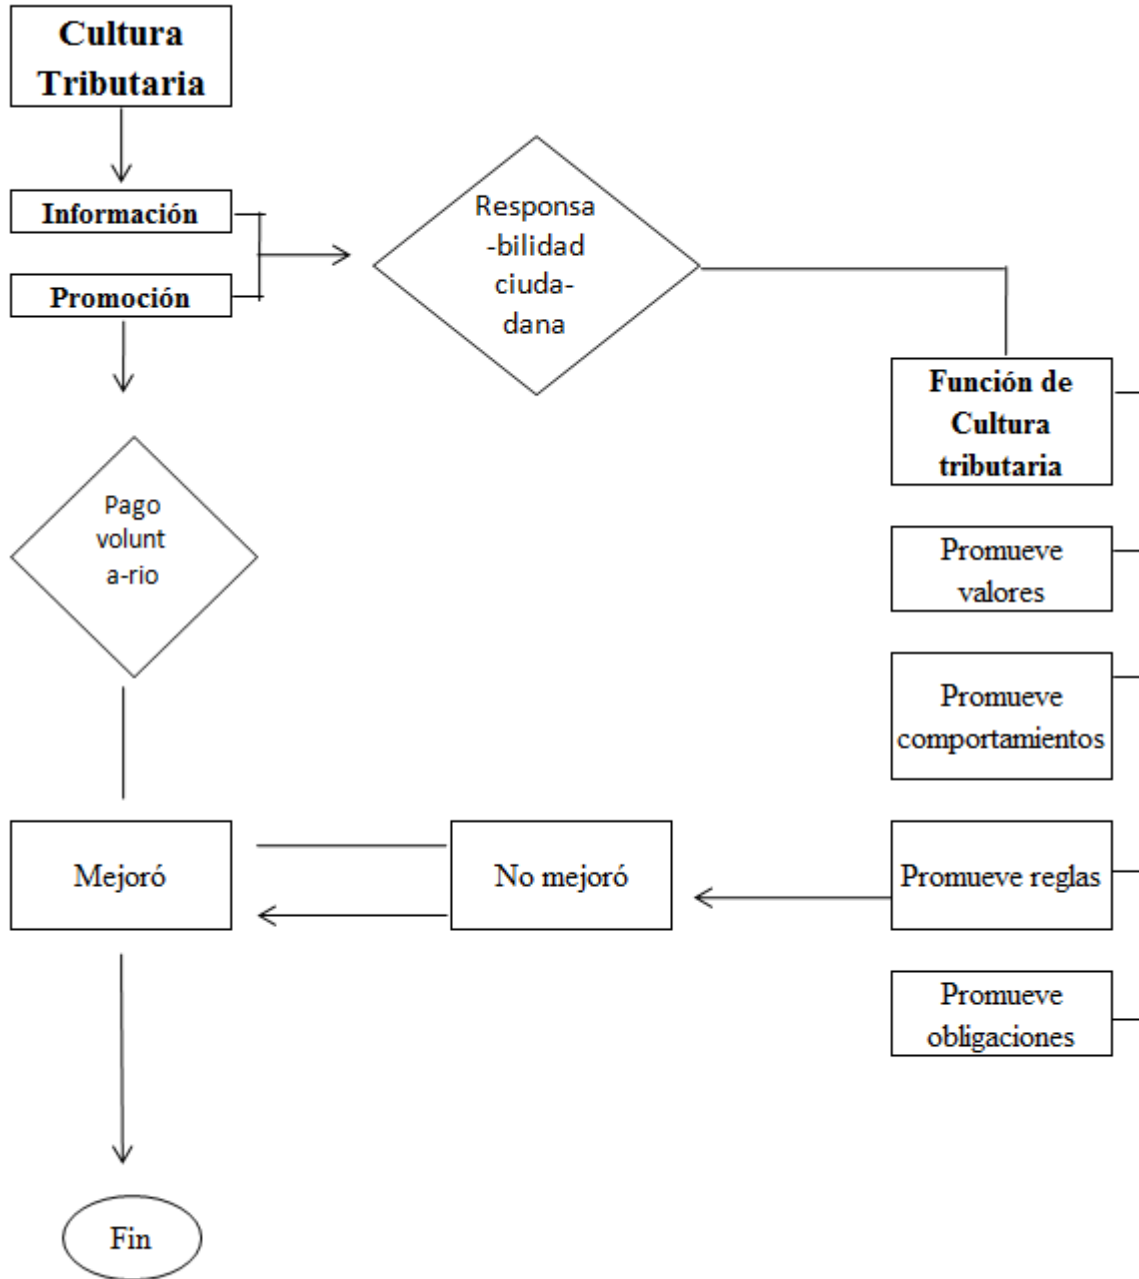 Cultura
Tributaria
Información
Promoción
Responsa
-bilidad
ciuda-
dana
Función de
Cultura
tributaria
Pago
volunt
a-rio
Promueve
valores
Promueve
comportamientos
Mejoró
No mejoró
Promueve reglas
Promueve
obligaciones
Fin